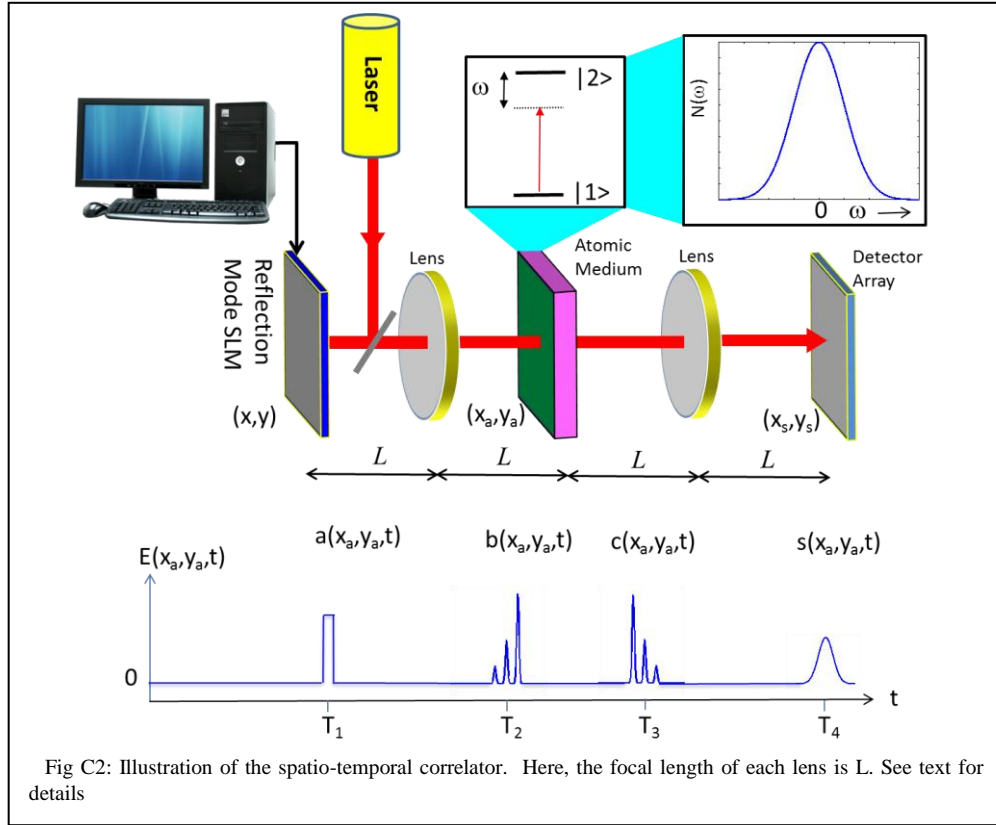 Laser
ω
|2>
|1>
N(ω)
0 ω
Reflection
Mode SLM
Lens
Atomic
Medium
Lens
Detector
Array
(x,y)
(xₐ,yₐ)
(xₛ,yₛ)
L L L L
a(xₐ,yₐ,t) b(xₐ,yₐ,t) c(xₐ,yₐ,t) s(xₐ,yₐ,t)
E(xₐ,yₐ,t)
0
t
T₁ T₂ T₃ T₄
Fig C2: Illustration of the spatio-temporal correlator. Here, the focal length of each lens is L. See text for
details